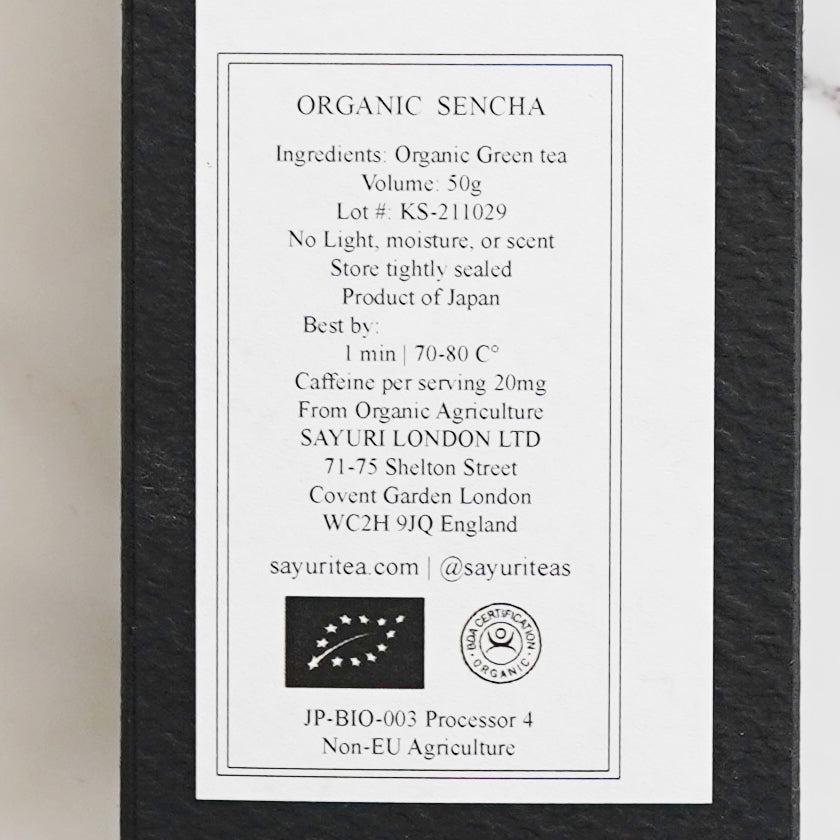 ORGANIC SENCHA
Ingredients: Organic Green tea
Volume: 50g
Lot #: KS-211029
No Light, moisture, or scent
Store tightly sealed
Product of Japan
Best by:
1 min | 70-80 C°
Caffeine per serving 20mg
From Organic Agriculture
SAYURI LONDON LTD
71-75 Shelton Street
Covent Garden London
WC2H 9JQ England
sayuritea.com | @sayuriteas
BDA CERTIFICATION
· ORGANIC ·
JP-BIO-003 Processor 4
Non-EU Agriculture